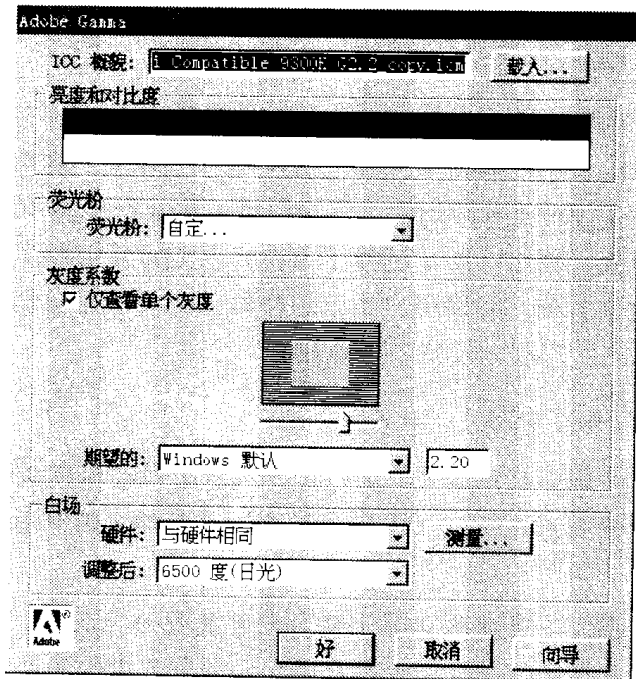 Adobe Gamma
ICC 概貌: i Compatible 9300K G2.2 copy.icm 载入...
亮度和对比度
荧光粉
荧光粉: 自定...
灰度系数
仅查看单个灰度
期望的: Windows 默认 2.20
白场
硬件: 与硬件相同 测量...
调整后: 6500 度(日光)
Adobe
好 取消 向导